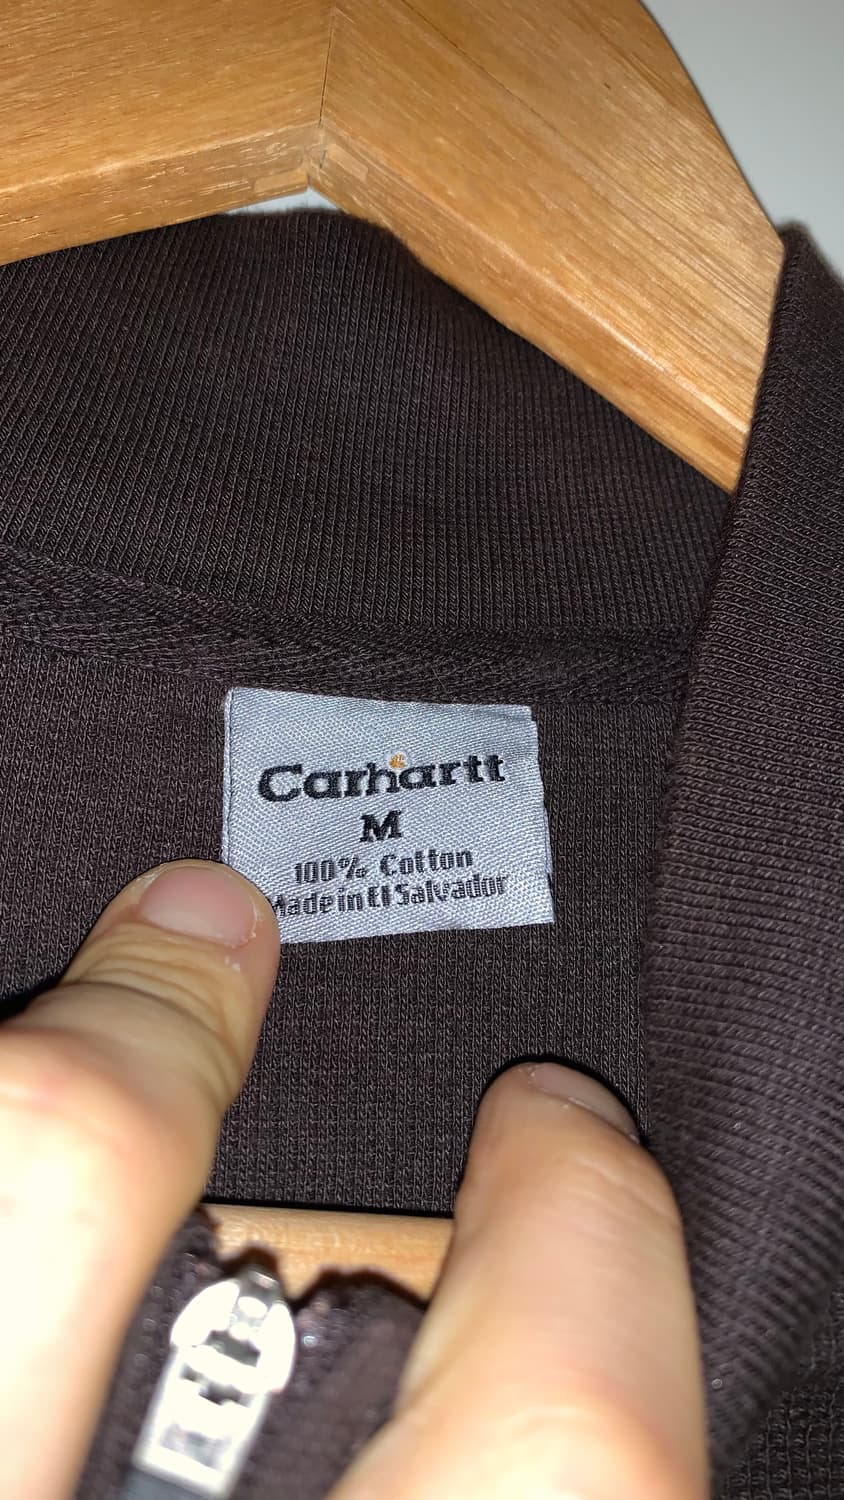 Carhartt
M
100% Cotton
Made in El Salvador